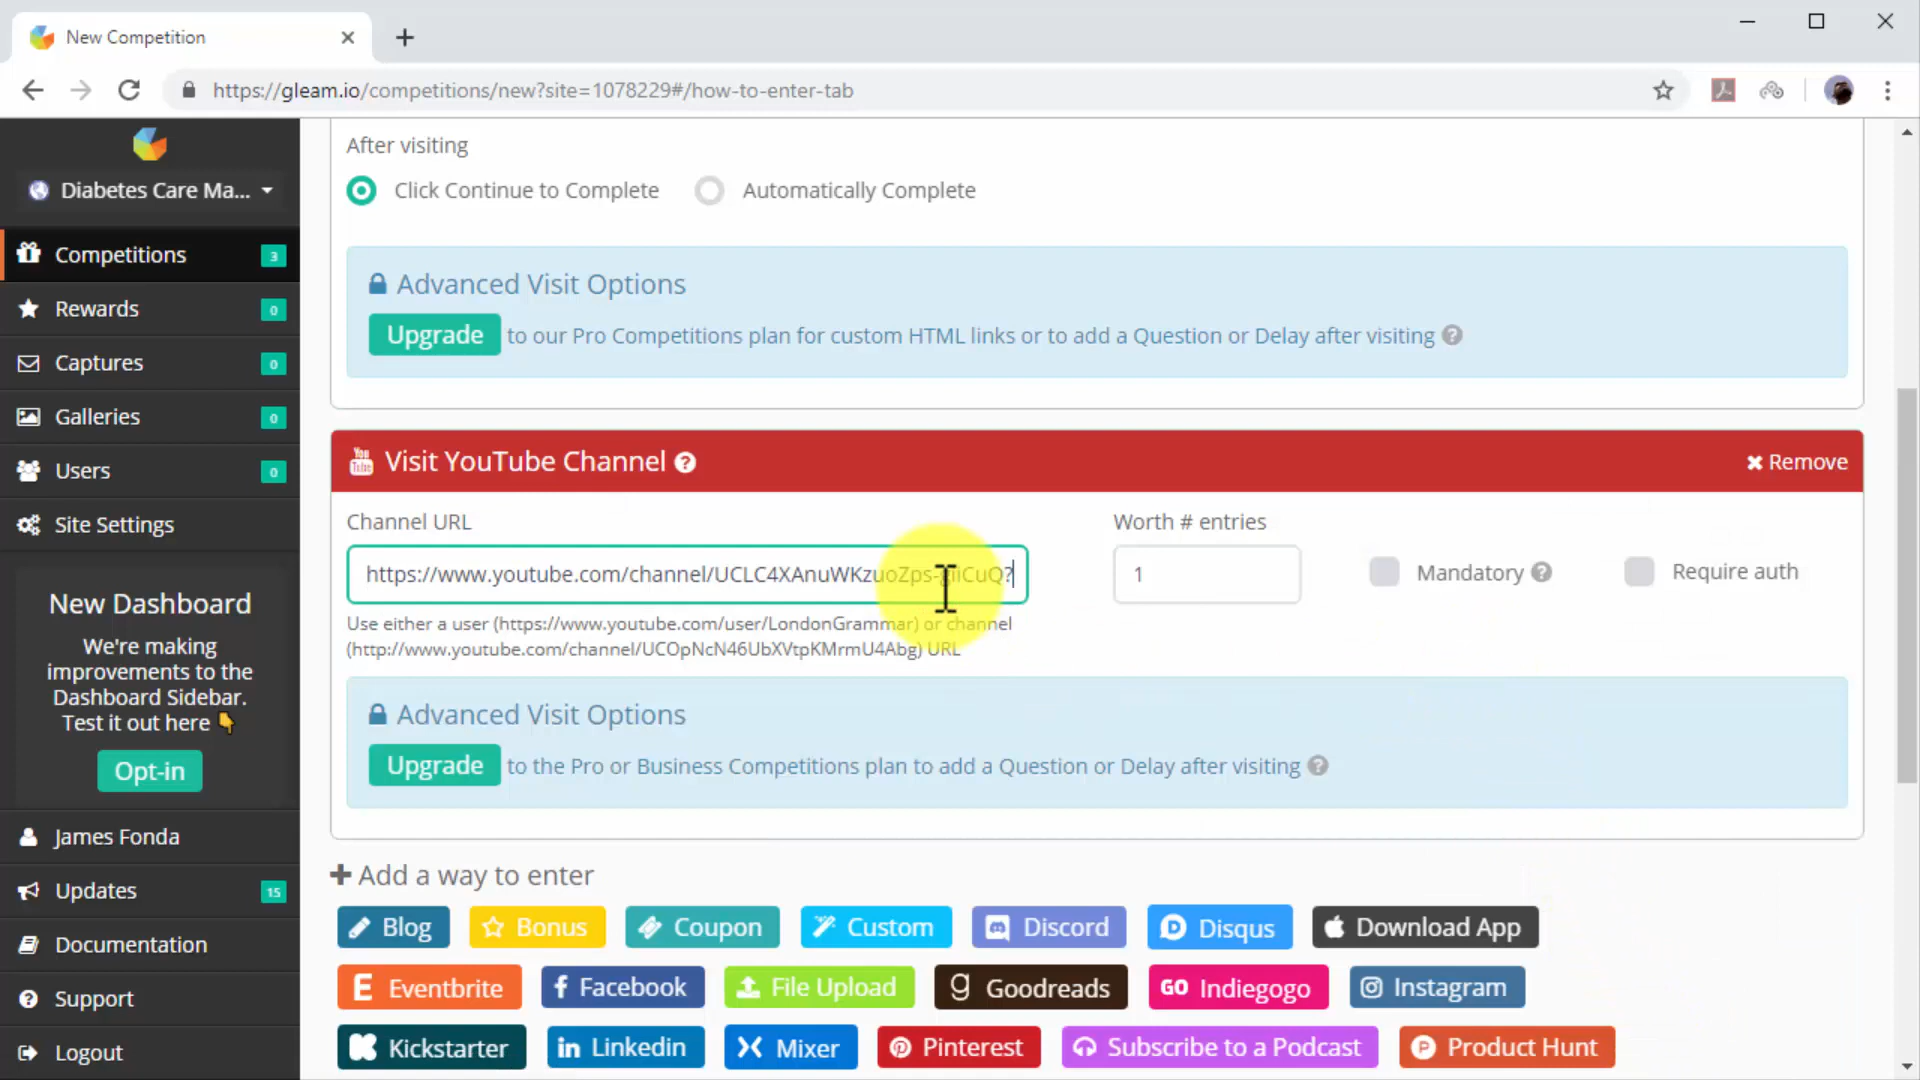 New Competition
https://gleam.io/competitions/new?site=1078229#/how-to-enter-tab
Diabetes Care Ma...
Competitions 3
Rewards 0
Captures 0
Galleries 0
Users 0
Site Settings
New Dashboard
We're making
improvements to the
Dashboard Sidebar.
Test it out here
Opt-in
James Fonda
Updates 15
Documentation
Support
Logout
After visiting
Click Continue to Complete Automatically Complete
Advanced Visit Options
Upgrade to our Pro Competitions plan for custom HTML links or to add a Question or Delay after visiting
Visit YouTube Channel Remove
Channel URL Worth # entries
https://www.youtube.com/channel/UCLC4XAnuWKzuoZps-giiCuQ? 1 Mandatory Require auth
Use either a user (https://www.youtube.com/user/LondonGrammar) or channel
(http://www.youtube.com/channel/UCOpNcN46UbXVtpKMrmU4Abg) URL
Advanced Visit Options
Upgrade to the Pro or Business Competitions plan to add a Question or Delay after visiting
Add a way to enter
Blog Bonus Coupon Custom Discord Disqus Download App
Eventbrite Facebook File Upload Goodreads Indiegogo Instagram
Kickstarter Linkedin Mixer Pinterest Subscribe to a Podcast Product Hunt